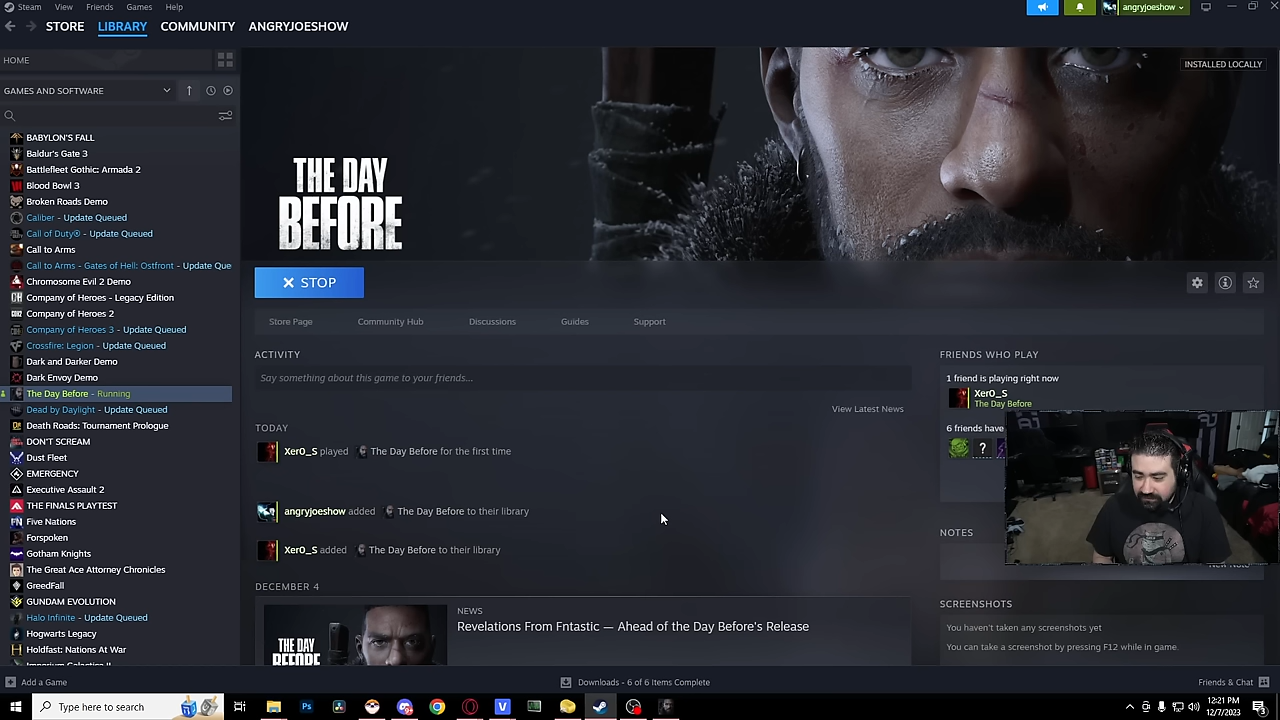 Steam View Friends Games Help
angryjoeshow
STORE LIBRARY COMMUNITY ANGRYJOESHOW
HOME
GAMES AND SOFTWARE
BABYLON'S FALL
Baldur's Gate 3
Battlefleet Gothic: Armada 2
Blood Bowl 3
Broken Roads Demo
Caliber - Update Queued
Call of Duty® - Update Queued
Call to Arms
Call to Arms - Gates of Hell: Ostfront - Update Que
Chromosome Evil 2 Demo
Company of Heroes - Legacy Edition
Company of Heroes 2
Company of Heroes 3 - Update Queued
Crossfire: Legion - Update Queued
Dark and Darker Demo
Dark Envoy Demo
The Day Before - Running
Dead by Daylight - Update Queued
Death Roads: Tournament Prologue
DON'T SCREAM
Dust Fleet
EMERGENCY
Executive Assault 2
THE FINALS PLAYTEST
Five Nations
Forspoken
Gotham Knights
The Great Ace Attorney Chronicles
GreedFall
GUNDAM EVOLUTION
Halo Infinite - Update Queued
Hogwarts Legacy
Holdfast: Nations At War
INSTALLED LOCALLY
THE DAY
BEFORE
STOP
Store Page Community Hub Discussions Guides Support
ACTIVITY
Say something about this game to your friends...
View Latest News
TODAY
Xer0_S played The Day Before for the first time
angryjoeshow added The Day Before to their library
Xer0_S added The Day Before to their library
DECEMBER 4
THE DAY
NEWS
Revelations From Fntastic — Ahead of the Day Before's Release
FRIENDS WHO PLAY
1 friend is playing right now
Xer0_S
The Day Before
6 friends have
NOTES
SCREENSHOTS
You haven't taken any screenshots yet
You can take a screenshot by pressing F12 while in game.
Add a Game
Downloads - 6 of 6 Items Complete
Friends & Chat
Type here to search
12:21 PM
12/7/2023